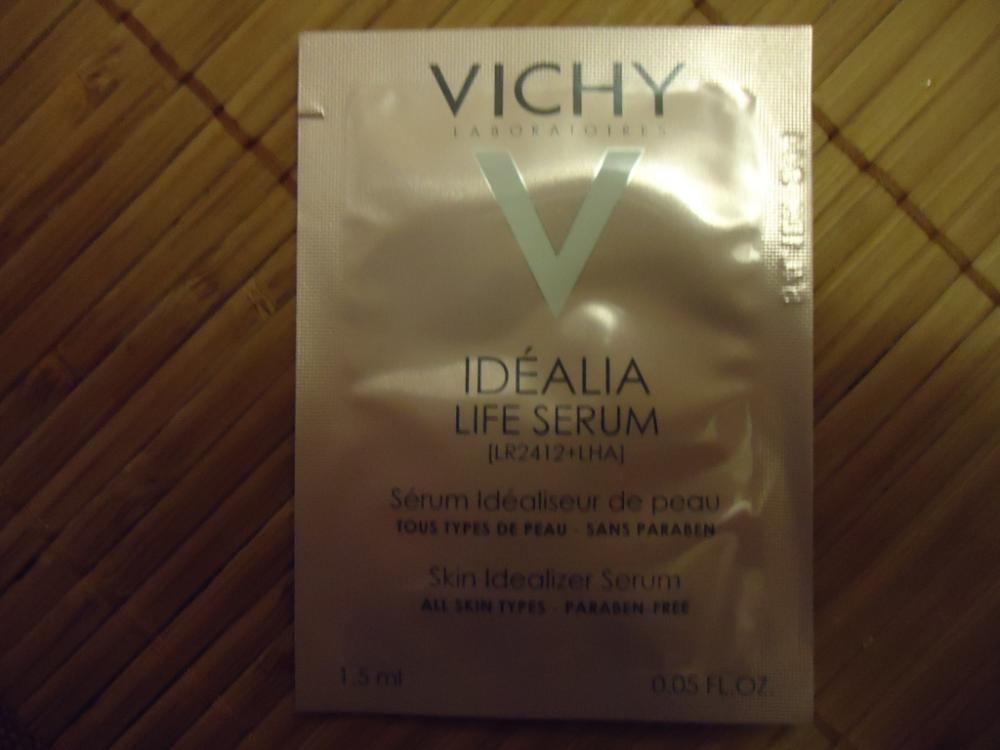 VICHY
LABORATOIRES
V
IDÉALIA
LIFE SERUM
[LR2412+LHA]
Sérum Idéaliseur de peau
TOUS TYPES DE PEAU - SANS PARABEN
Skin Idealizer Serum
ALL SKIN TYPES - PARABEN FREE
1.5 ml
0.05 FL.OZ.